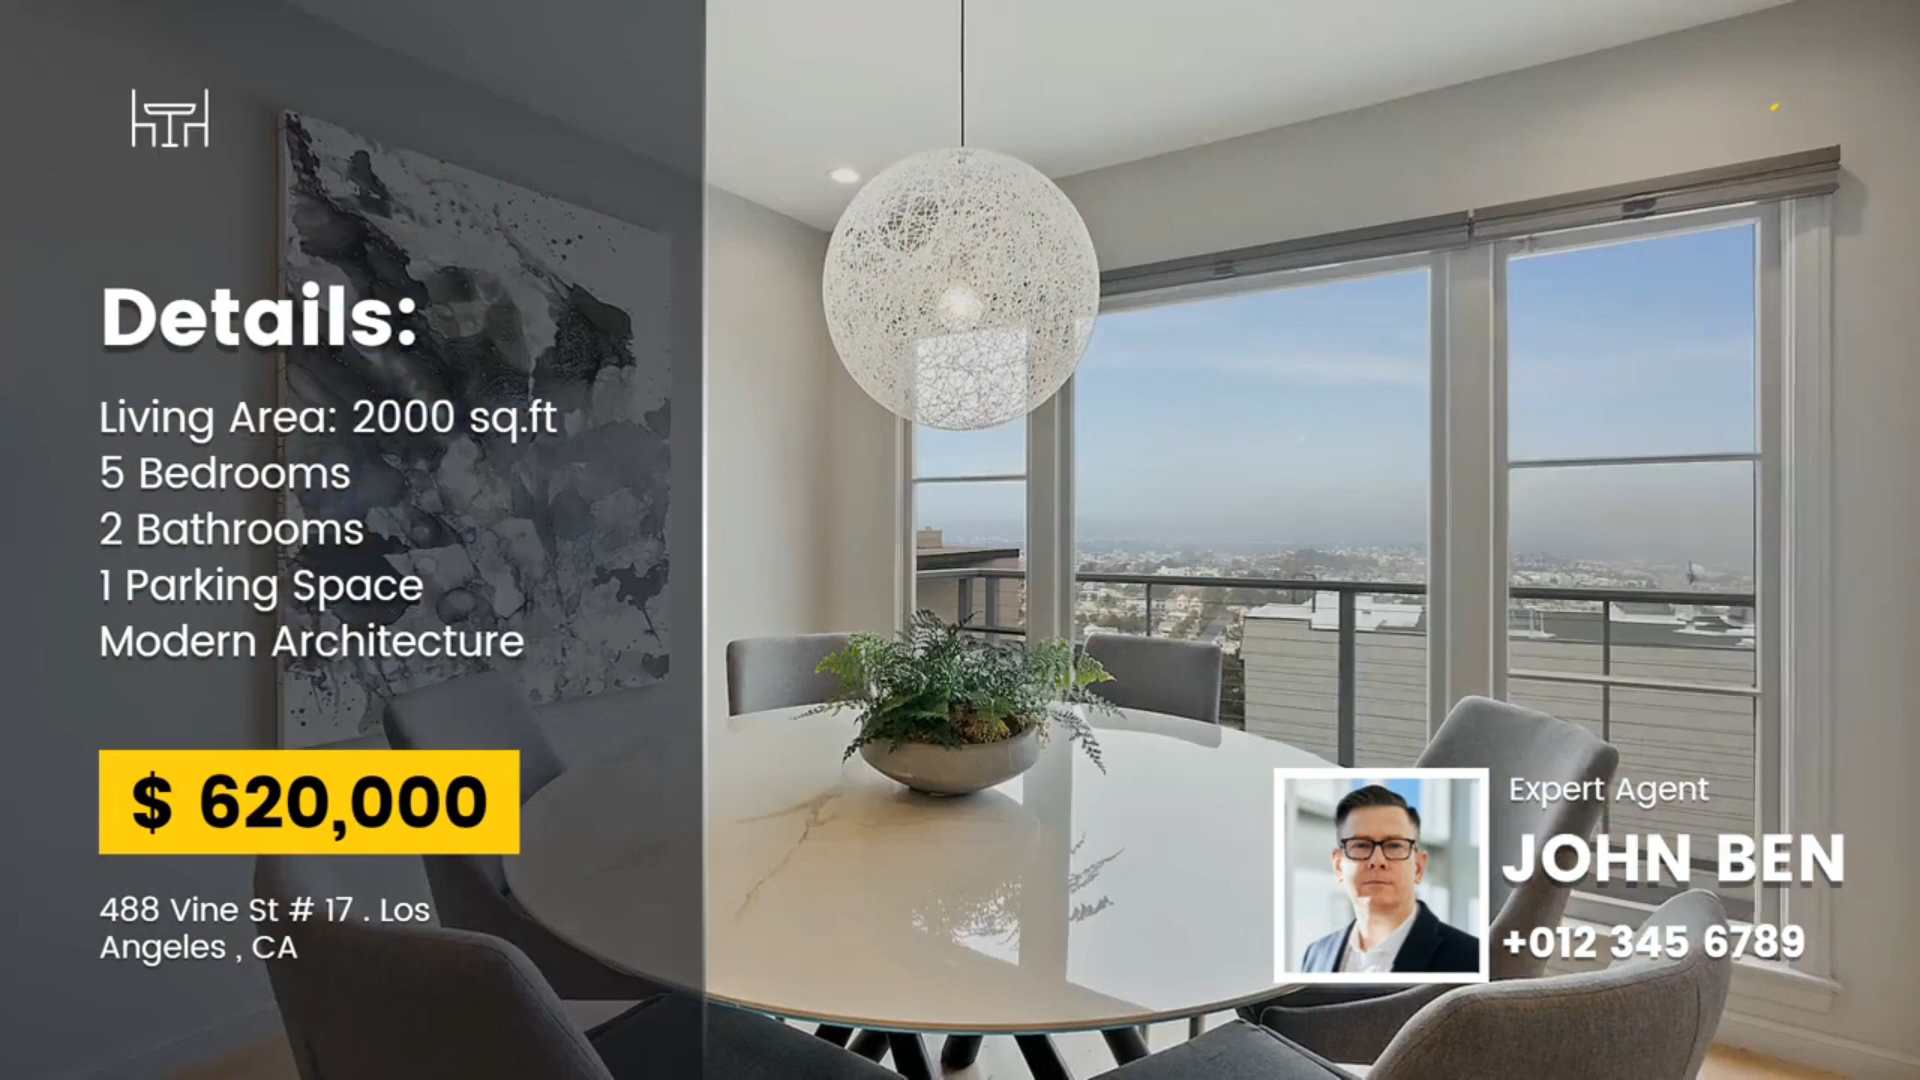 Details:
Living Area: 2000 sq.ft
5 Bedrooms
2 Bathrooms
1 Parking Space
Modern Architecture
$ 620,000
488 Vine St # 17 . Los
Angeles , CA
Expert Agent
JOHN BEN
+012 345 6789